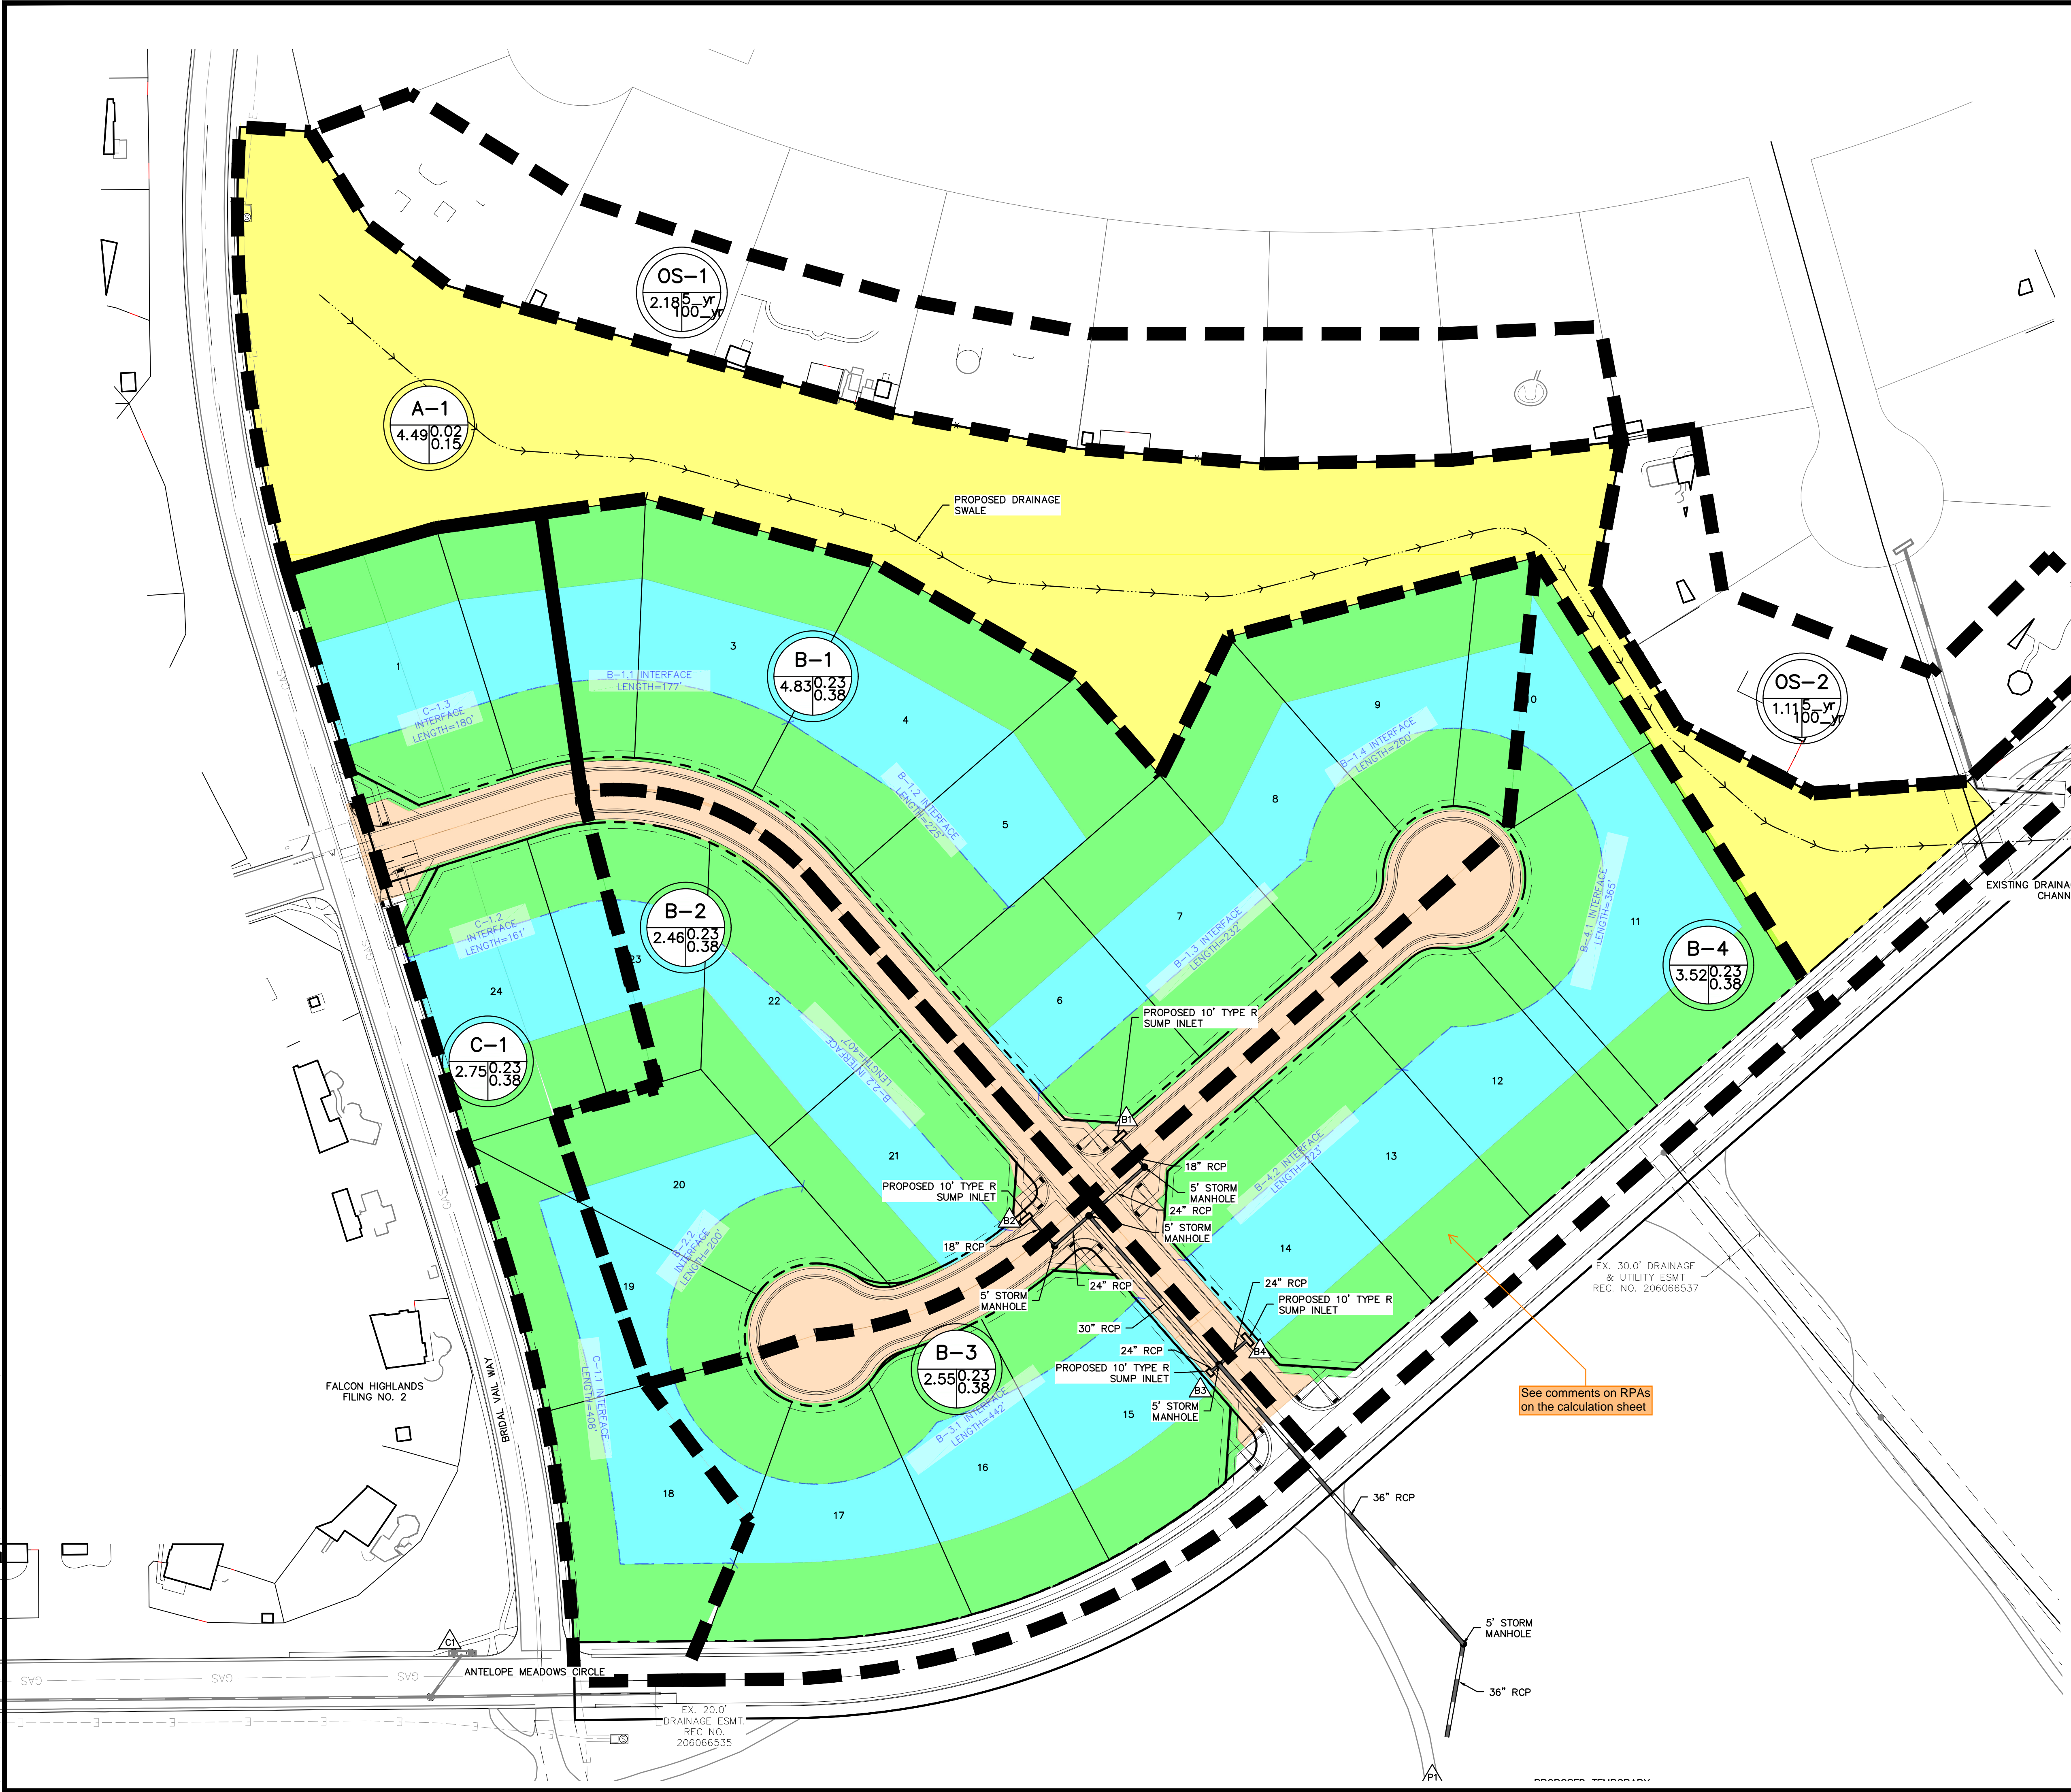 OS-1
2.18
5_yr
100_yr
A-1
4.49
0.02
0.15
PROPOSED DRAINAGE
SWALE
1
3
B-1.1 INTERFACE
LENGTH=177'
B-1
4.83
0.23
0.38
C-1.3
INTERFACE
LENGTH=180'
4
9
10
B-1.4 INTERFACE
LENGTH=260'
OS-2
1.11
5_yr
100_yr
B-1.2 INTERFACE
LENGTH=225'
5
8
EXISTING DRAINA
CHANN
GAS
B-2
2.46
0.23
0.38
7
B-1.3 INTERFACE
LENGTH=232'
B-4.1 INTERFACE
LENGTH=365'
11
B-4
3.52
0.23
0.38
C-1.2
INTERFACE
LENGTH=161'
23
24
22
6
GAS
C-1
2.75
0.23
0.38
B-2.2 INTERFACE
LENGTH=407'
PROPOSED 10' TYPE R
SUMP INLET
12
B1
21
13
B-4.2 INTERFACE
LENGTH=223'
18" RCP
5' STORM
MANHOLE
24" RCP
5' STORM
MANHOLE
PROPOSED 10' TYPE R
SUMP INLET
B2
18" RCP
20
GAS
B-2.2
INTERFACE
LENGTH=200'
19
14
24" RCP
5' STORM
MANHOLE
24" RCP
PROPOSED 10' TYPE R
SUMP INLET
30" RCP
24" RCP
PROPOSED 10' TYPE R
SUMP INLET
B4
B3
5' STORM
MANHOLE
EX. 30.0' DRAINAGE
& UTILITY ESMT
REC. NO. 206066537
See comments on RPAs
on the calculation sheet
B-3
2.55
0.23
0.38
B-3.1 INTERFACE
LENGTH=442'
15
16
17
18
C-1.1 INTERFACE
LENGTH=408'
FALCON HIGHLANDS
FILING NO. 2
BRIDAL VAIL WAY
36" RCP
5' STORM
MANHOLE
36" RCP
C1
ANTELOPE MEADOWS CIRCLE
GAS
GAS
GAS
EX. 20.0'
DRAINAGE ESMT.
REC NO.
206066535
P1
PROPOSED TEMPORARY